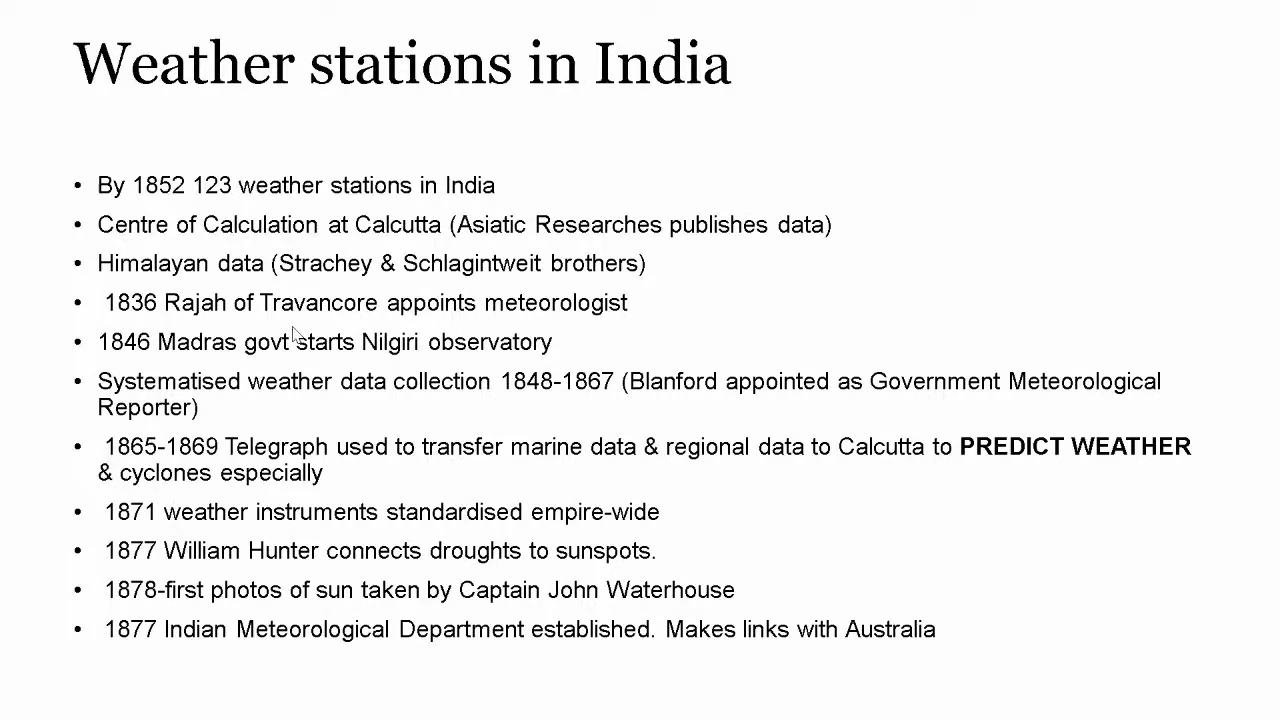 Weather stations in India
• By 1852 123 weather stations in India
• Centre of Calculation at Calcutta (Asiatic Researches publishes data)
• Himalayan data (Strachey & Schlagintweit brothers)
• 1836 Rajah of Travancore appoints meteorologist
• 1846 Madras govt starts Nilgiri observatory
• Systematised weather data collection 1848-1867 (Blanford appointed as Government Meteorological
Reporter)
• 1865-1869 Telegraph used to transfer marine data & regional data to Calcutta to PREDICT WEATHER
& cyclones especially
• 1871 weather instruments standardised empire-wide
• 1877 William Hunter connects droughts to sunspots.
• 1878-first photos of sun taken by Captain John Waterhouse
• 1877 Indian Meteorological Department established. Makes links with Australia